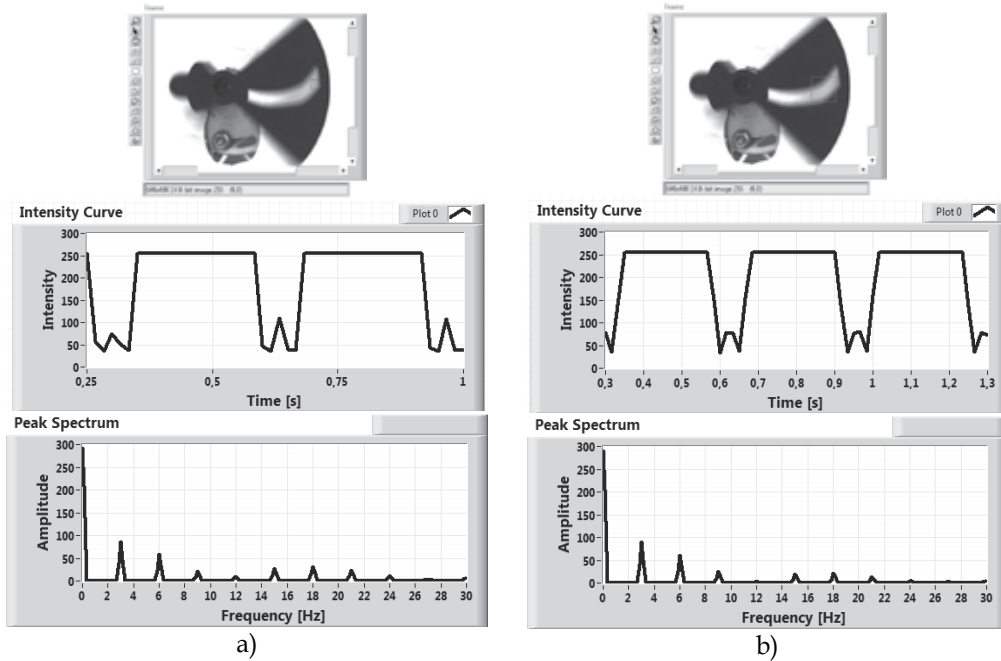 Frame
Frame
Intensity Curve
Plot 0
300
250
200
150
100
50
0
Intensity
0,25
0,5
0,75
1
Time [s]
Peak Spectrum
300
250
200
150
100
50
0
Amplitude
0 2 4 6 8 10 12 14 16 18 20 22 24 26 28 30
Frequency [Hz]
a)
Intensity Curve
Plot 0
300
250
200
150
100
50
0
Intensity
0,3 0,4 0,5 0,6 0,7 0,8 0,9 1 1,1 1,2 1,3
Time [s]
Peak Spectrum
300
250
200
150
100
50
0
Amplitude
0 2 4 6 8 10 12 14 16 18 20 22 24 26 28 30
Frequency [Hz]
b)